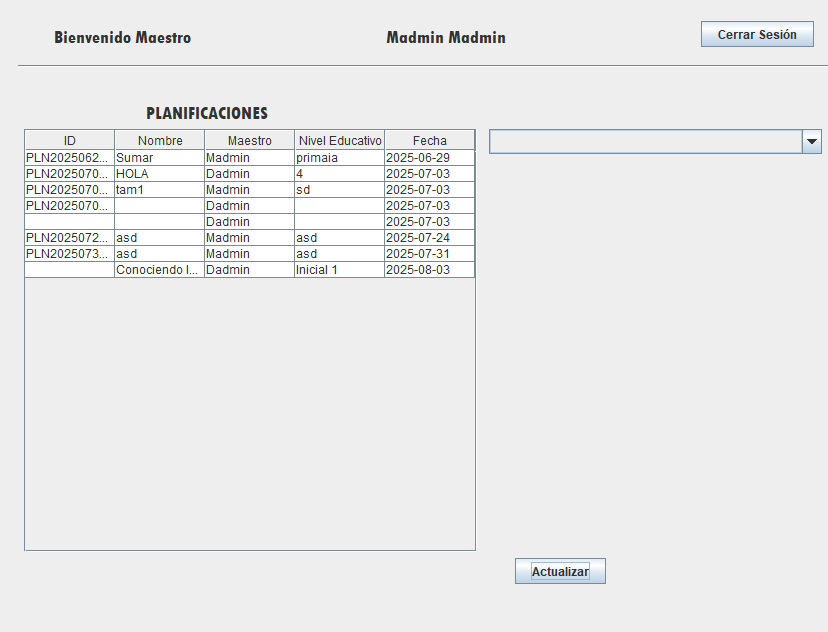 Bienvenido Maestro Madmin Madmin Cerrar Sesión
PLANIFICACIONES
ID Nombre Maestro Nivel Educativo Fecha
PLN2025062... Sumar Madmin primaia 2025-06-29
PLN2025070... HOLA Dadmin 4 2025-07-03
PLN2025070... tam1 Madmin sd 2025-07-03
PLN2025070... Dadmin 2025-07-03
Dadmin 2025-07-03
PLN2025072... asd Madmin asd 2025-07-24
PLN2025073... asd Madmin asd 2025-07-31
Conociendo l... Dadmin Inicial 1 2025-08-03
Actualizar